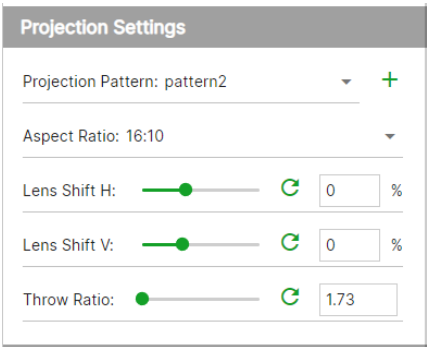 Projection Settings
Projection Pattern: pattern2
Aspect Ratio: 16:10
Lens Shift H: 0 %
Lens Shift V: 0 %
Throw Ratio: 1.73